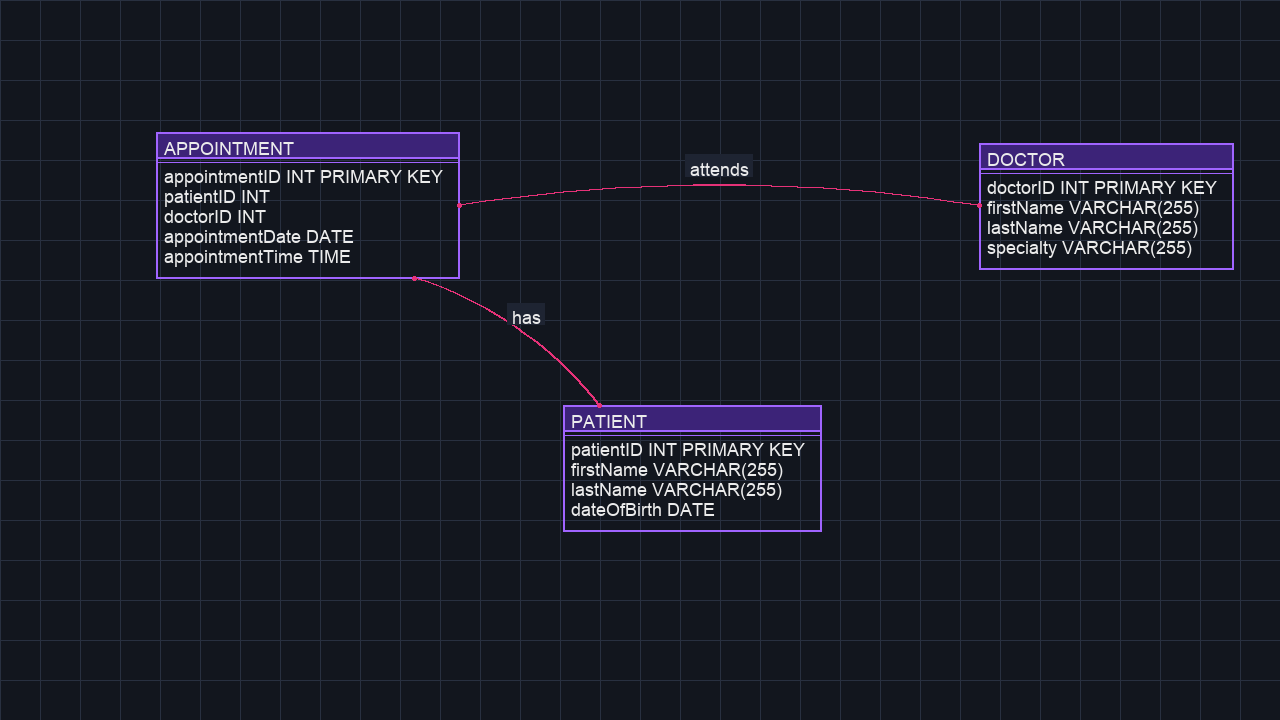 APPOINTMENT
appointmentID INT PRIMARY KEY
patientID INT
doctorID INT
appointmentDate DATE
appointmentTime TIME
attends
DOCTOR
doctorID INT PRIMARY KEY
firstName VARCHAR(255)
lastName VARCHAR(255)
specialty VARCHAR(255)
has
PATIENT
patientID INT PRIMARY KEY
firstName VARCHAR(255)
lastName VARCHAR(255)
dateOfBirth DATE